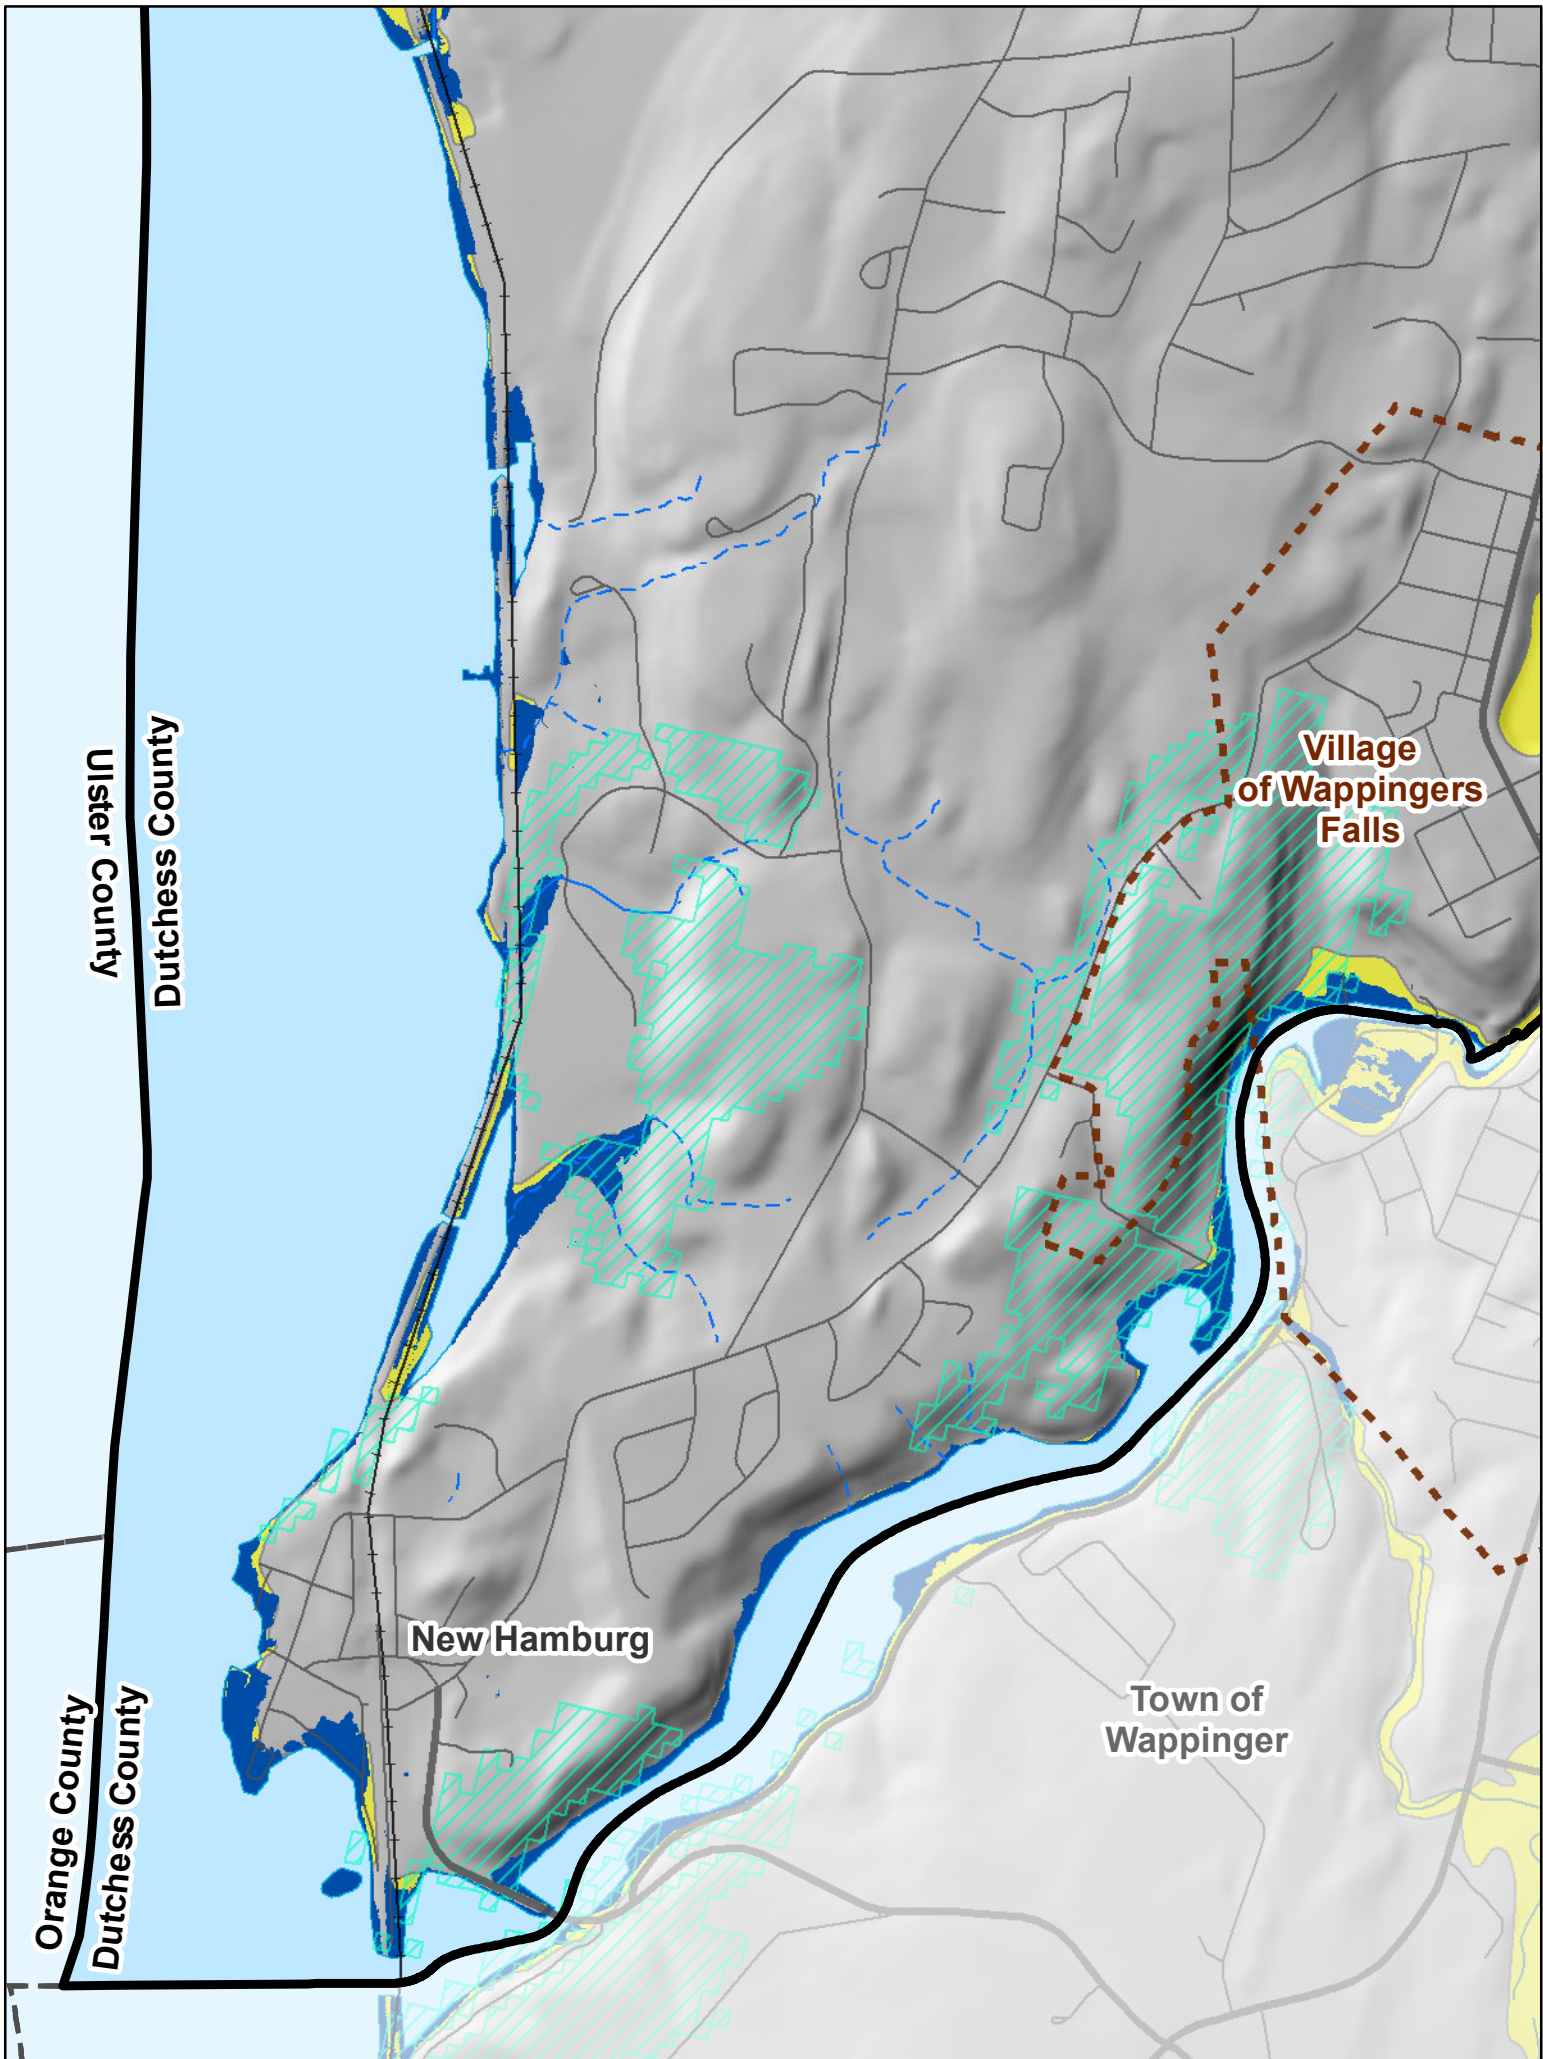 Village
of Wappingers
Falls
Ulster County
Dutchess County
New Hamburg
Town of
Wappinger
Orange County
Dutchess County